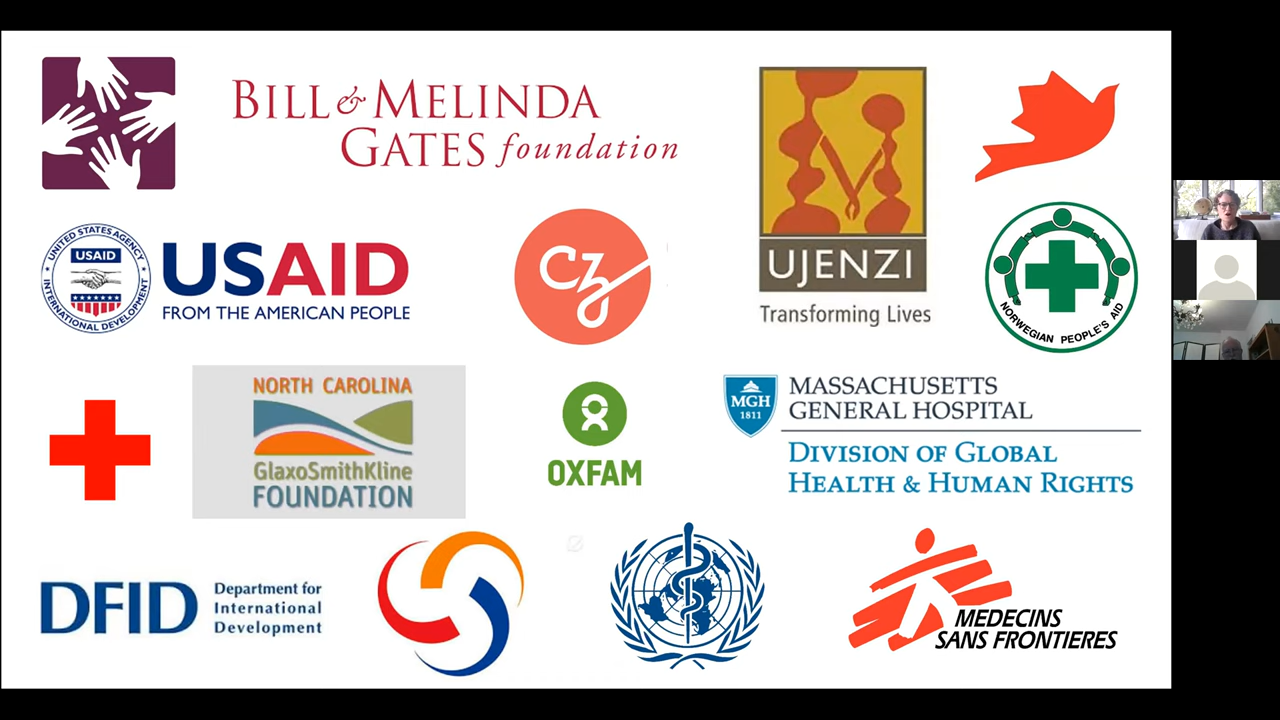 BILL & MELINDA
GATES foundation
UJENZI
Transforming Lives
UNITED STATES AGENCY
USAID
INTERNATIONAL DEVELOPMENT
USAID
FROM THE AMERICAN PEOPLE
cz
NORWEGIAN PEOPLE'S AID
NORTH CAROLINA
GlaxoSmithKline
FOUNDATION
OXFAM
MGH
1811
MASSACHUSETTS
GENERAL HOSPITAL
DIVISION OF GLOBAL
HEALTH & HUMAN RIGHTS
DFID
Department for
International
Development
MEDECINS
SANS FRONTIERES